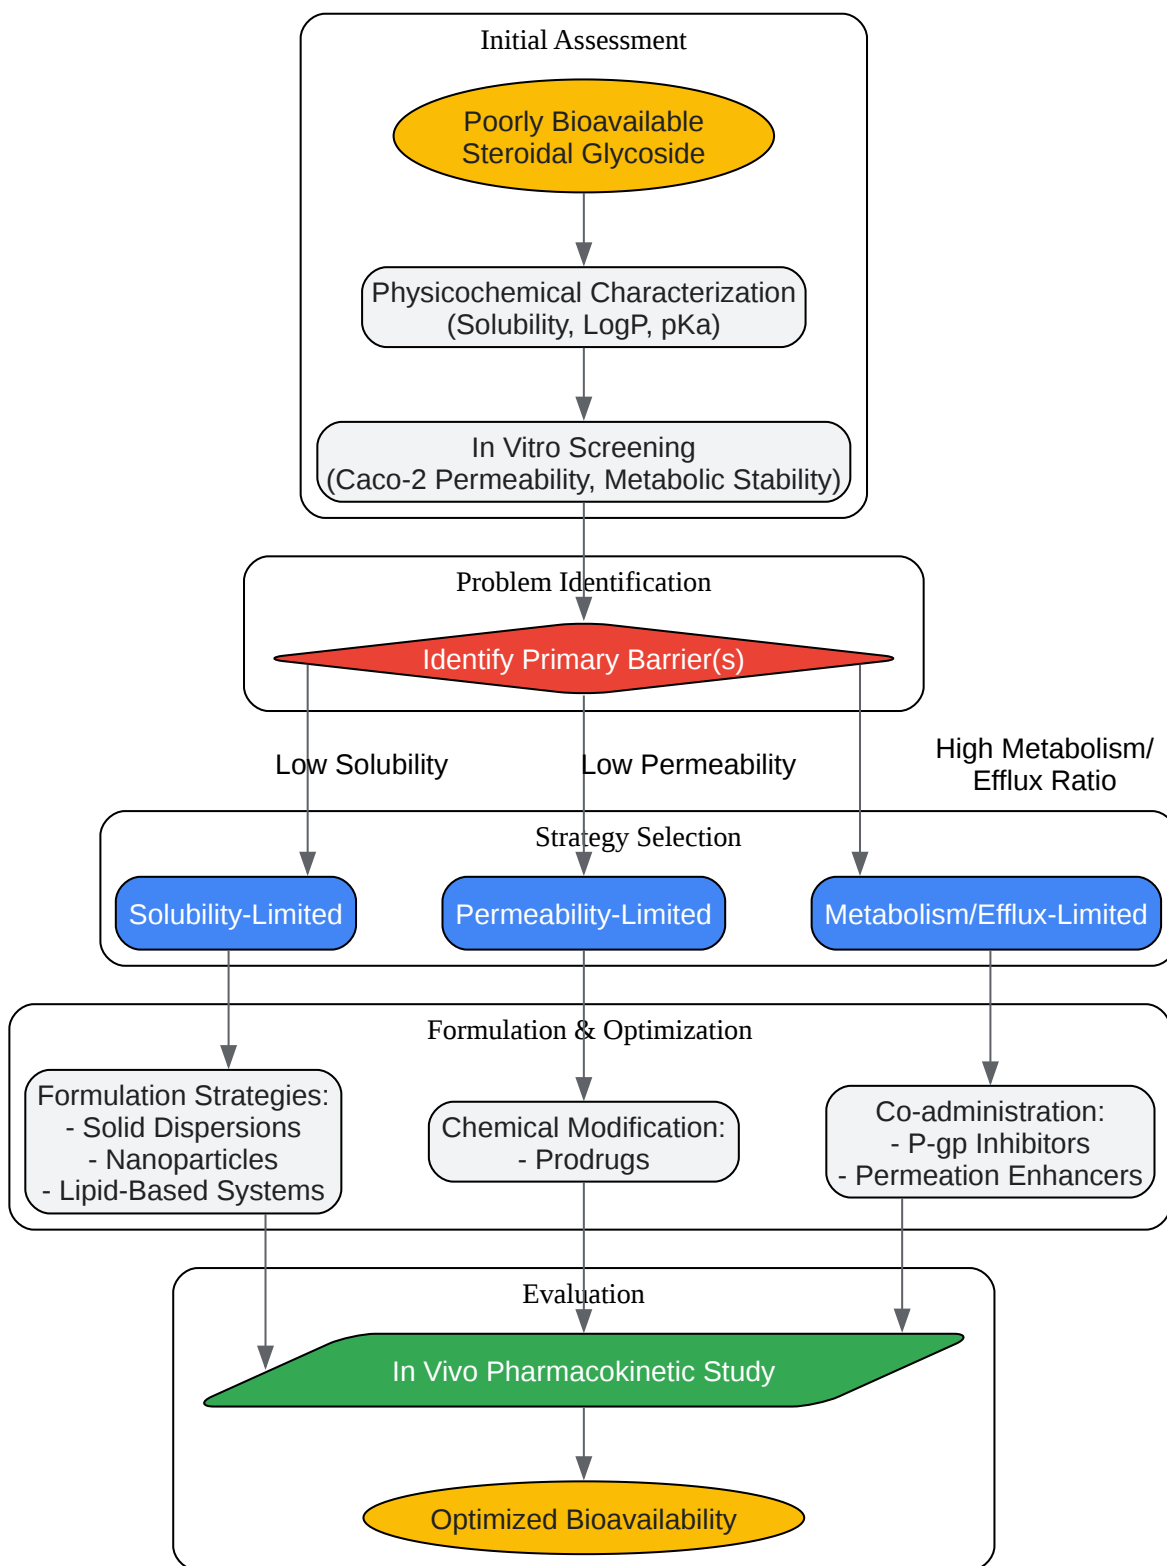 Initial Assessment
Poorly Bioavailable
Steroidal Glycoside
Physicochemical Characterization
(Solubility, LogP, pKa)
In Vitro Screening
(Caco-2 Permeability, Metabolic Stability)
Problem Identification
Identify Primary Barrier(s)
Low Solubility
Low Permeability
High Metabolism/
Efflux Ratio
Strategy Selection
Solubility-Limited
Permeability-Limited
Metabolism/Efflux-Limited
Formulation & Optimization
Formulation Strategies:
- Solid Dispersions
- Nanoparticles
- Lipid-Based Systems
Chemical Modification:
- Prodrugs
Co-administration:
- P-gp Inhibitors
- Permeation Enhancers
Evaluation
In Vivo Pharmacokinetic Study
Optimized Bioavailability